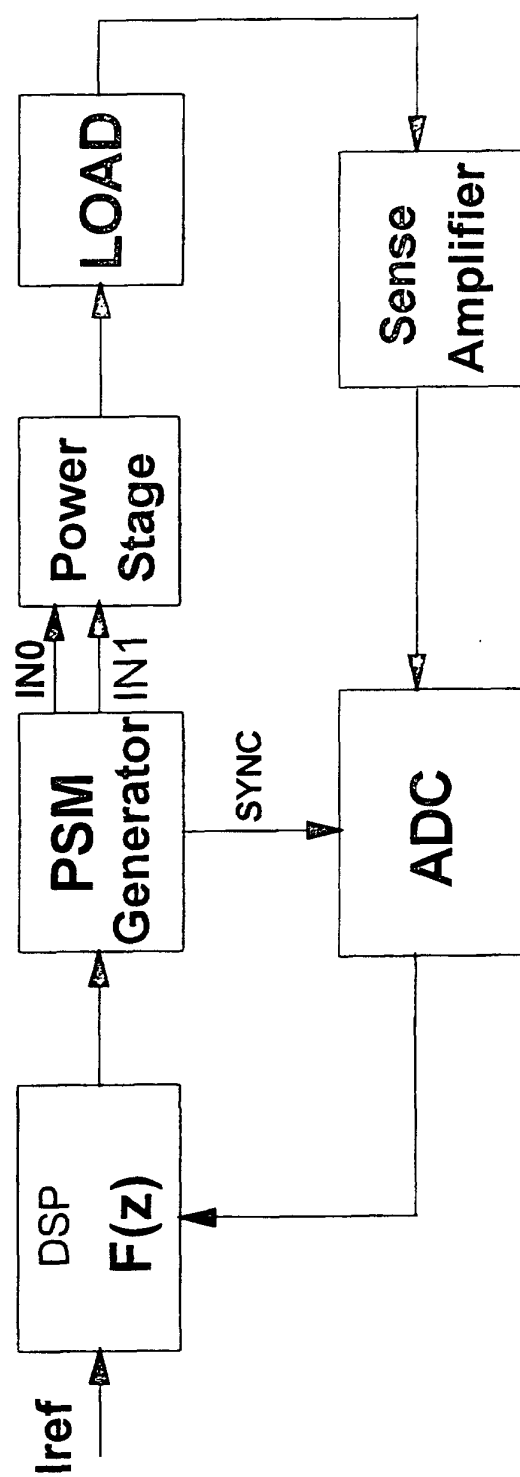 Iref
DSP
F(z)
PSM
Generator
IN0
IN1
Power
Stage
LOAD
SYNC
ADC
Sense
Amplifier